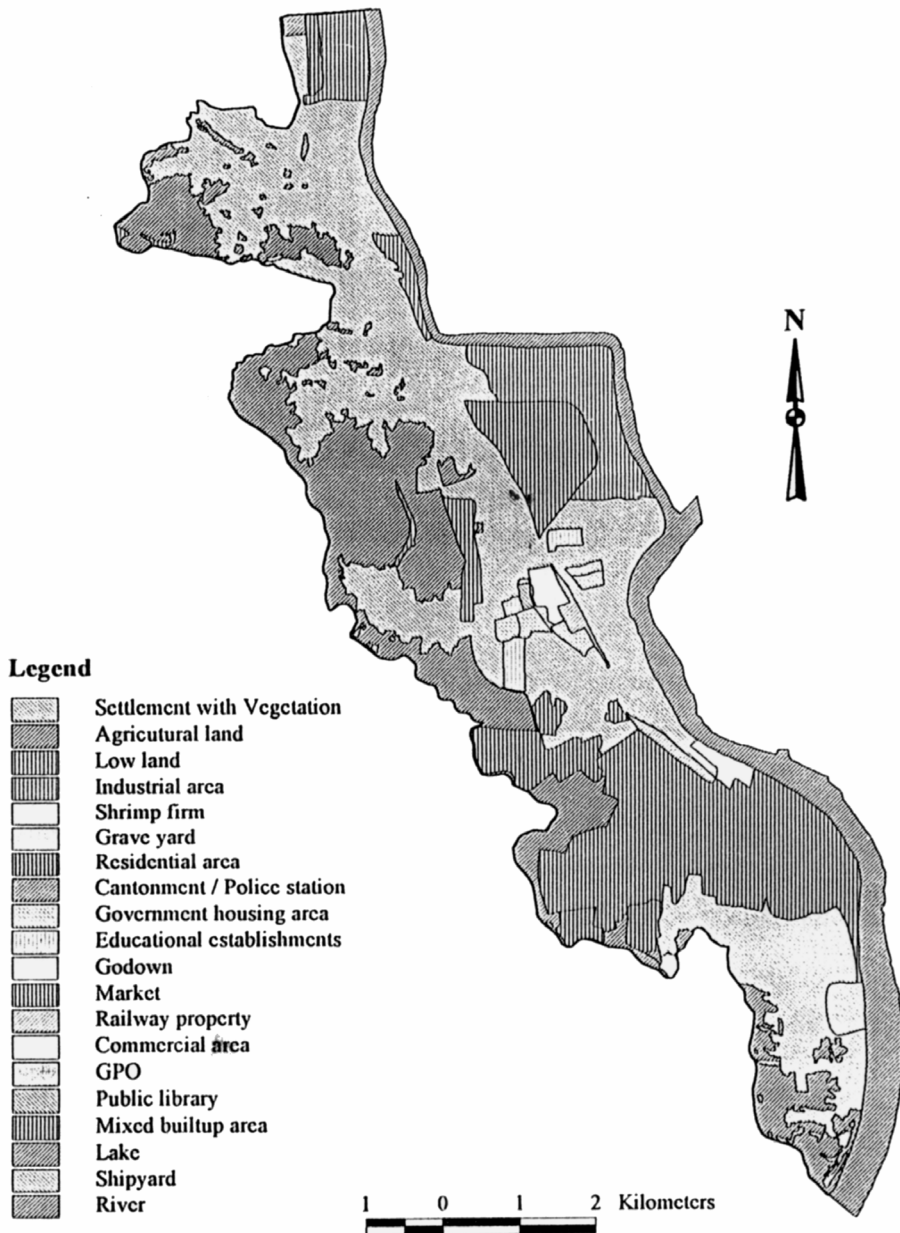 N
Legend
Settlement with Vegetation
Agricutural land
Low land
Industrial area
Shrimp firm
Grave yard
Residential area
Cantonment / Police station
Government housing area
Educational establishments
Godown
Market
Railway property
Commercial area
GPO
Public library
Mixed builtup area
Lake
Shipyard
River
1 0 1 2 Kilometers